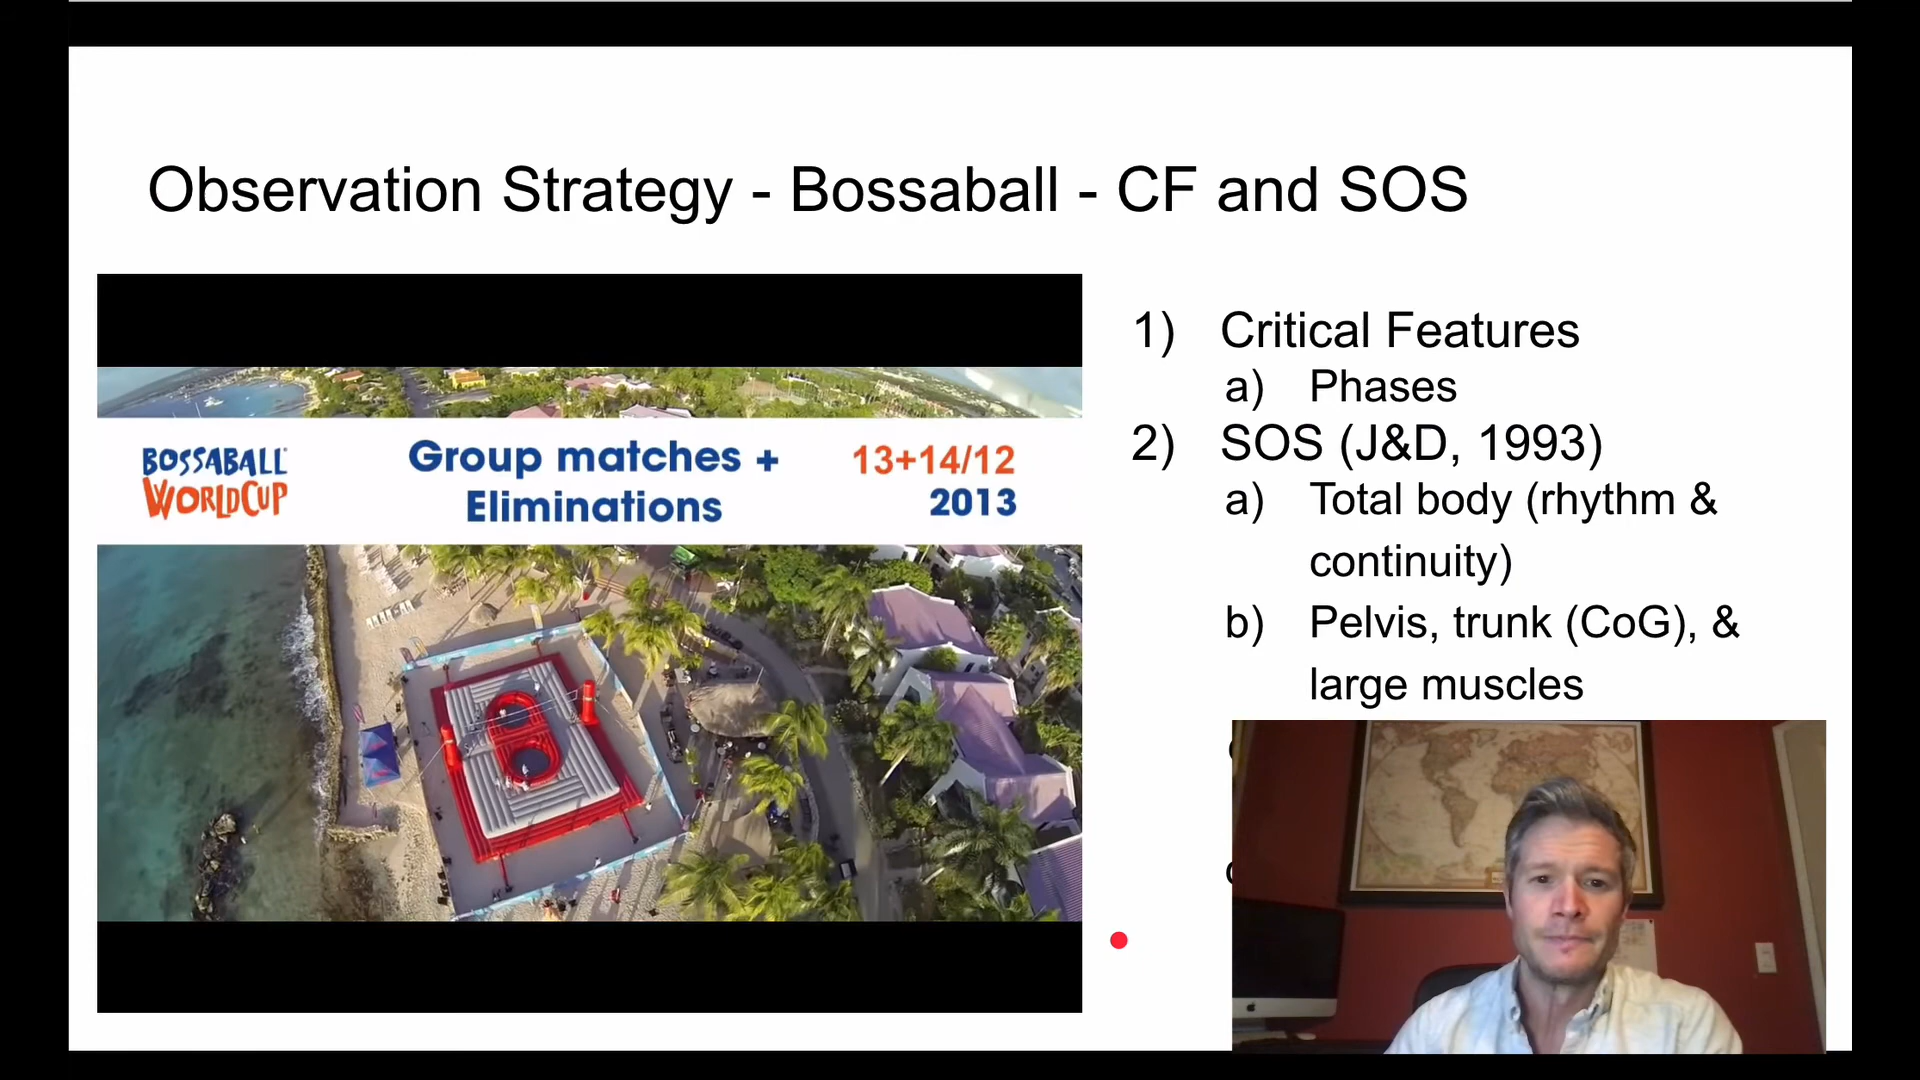 Observation Strategy - Bossaball - CF and SOS
BOSSABALL
WORLDCUP
Group matches +
Eliminations
13+14/12
2013
1) Critical Features
a) Phases
2) SOS (J&D, 1993)
a) Total body (rhythm &
continuity)
b) Pelvis, trunk (CoG), &
large muscles